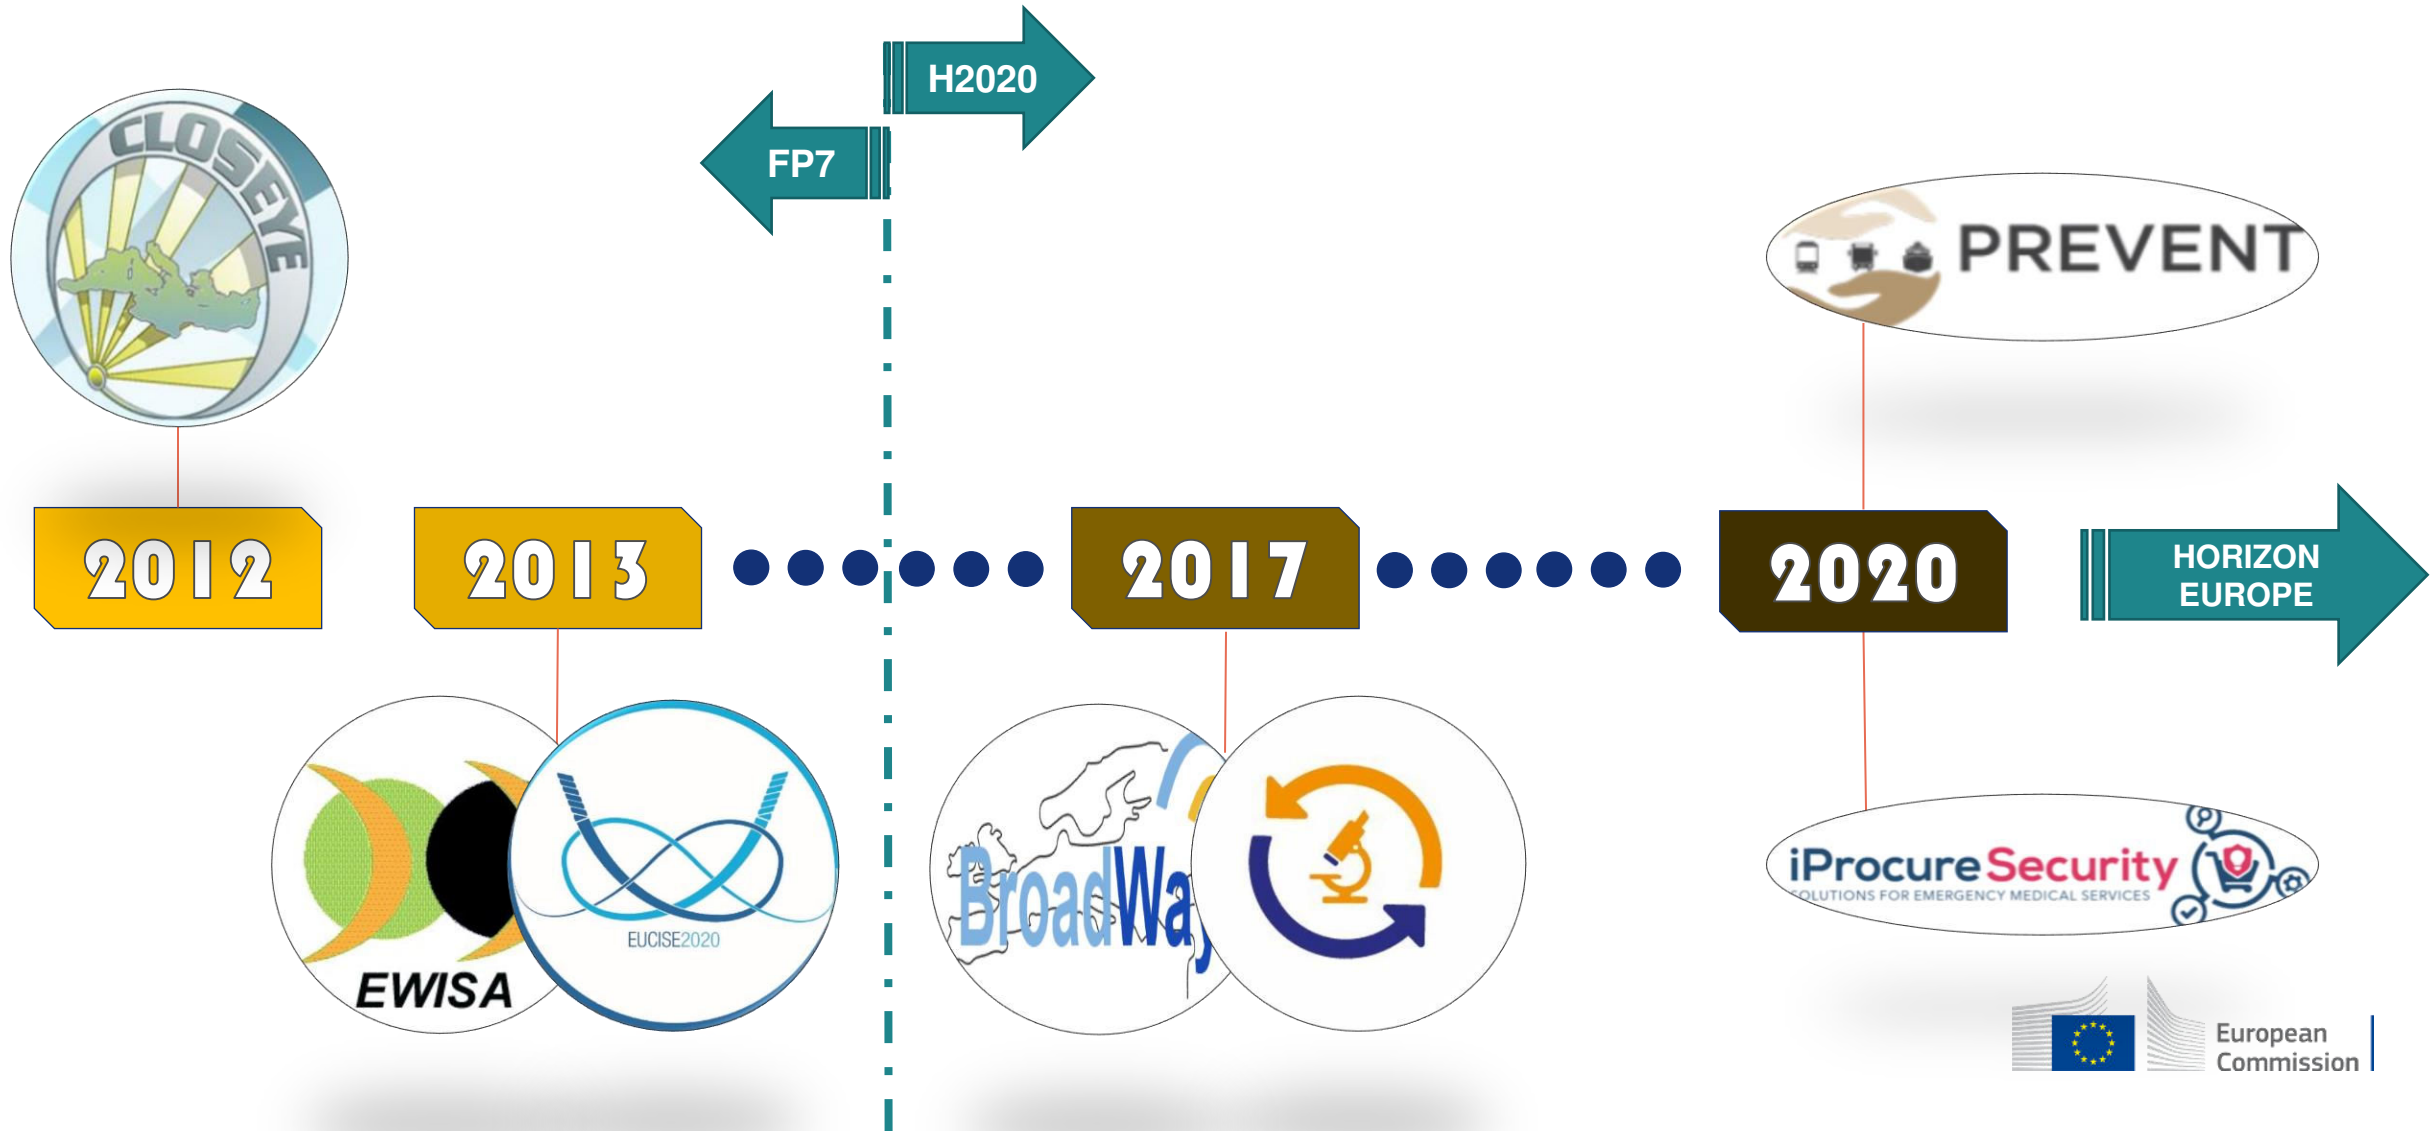 H2020
FP7
CLOSEYE
PREVENT
2012
2013
2017
2020
HORIZON
EUROPE
EWISA
EUCISE2020
BroadWay
iProcureSecurity
SOLUTIONS FOR EMERGENCY MEDICAL SERVICES
European
Commission